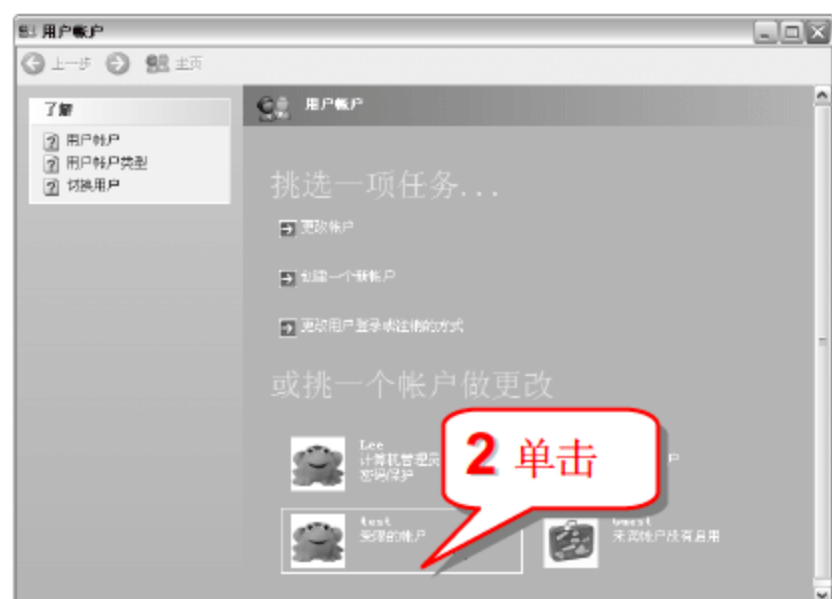 用户帐户
上一步
主页
了解
用户帐户
用户帐户类型
切换用户
用户帐户
挑选一项任务...
更改帐户
创建一个新帐户
更改用户登录或注销的方式
或挑一个帐户做更改
Lee
计算机管理员
密码保护
户
2 单击
test
受限的帐户
Guest
来宾帐户没有启用